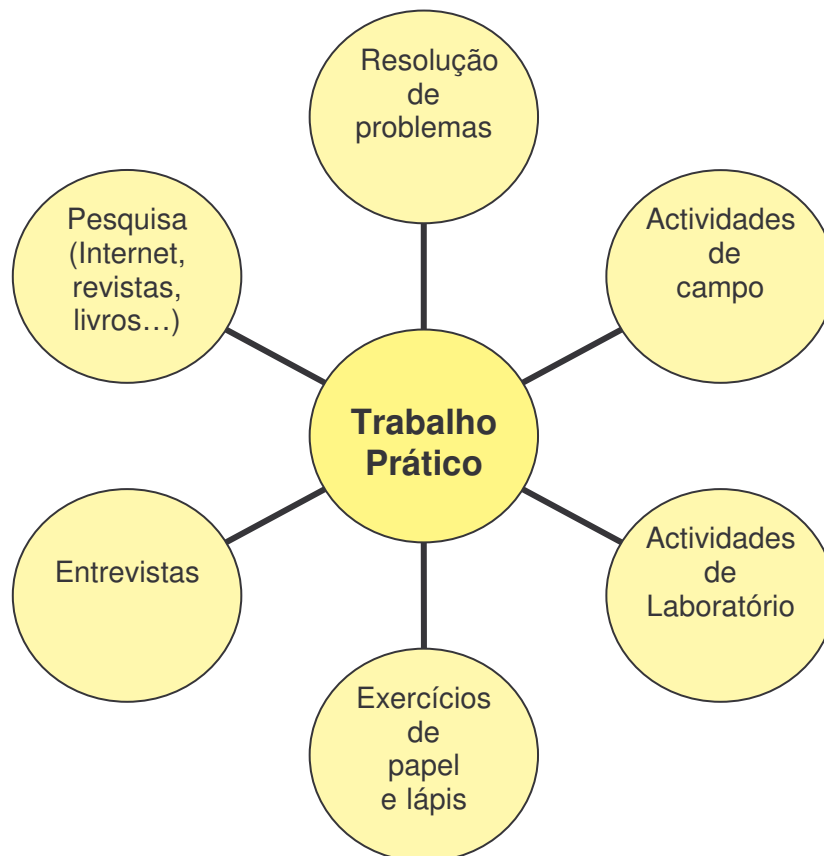 Resolução
de
problemas
Pesquisa
(Internet,
revistas,
livros…)
Actividades
de
campo
Trabalho
Prático
Entrevistas
Actividades
de
Laboratório
Exercícios
de
papel
e lápis